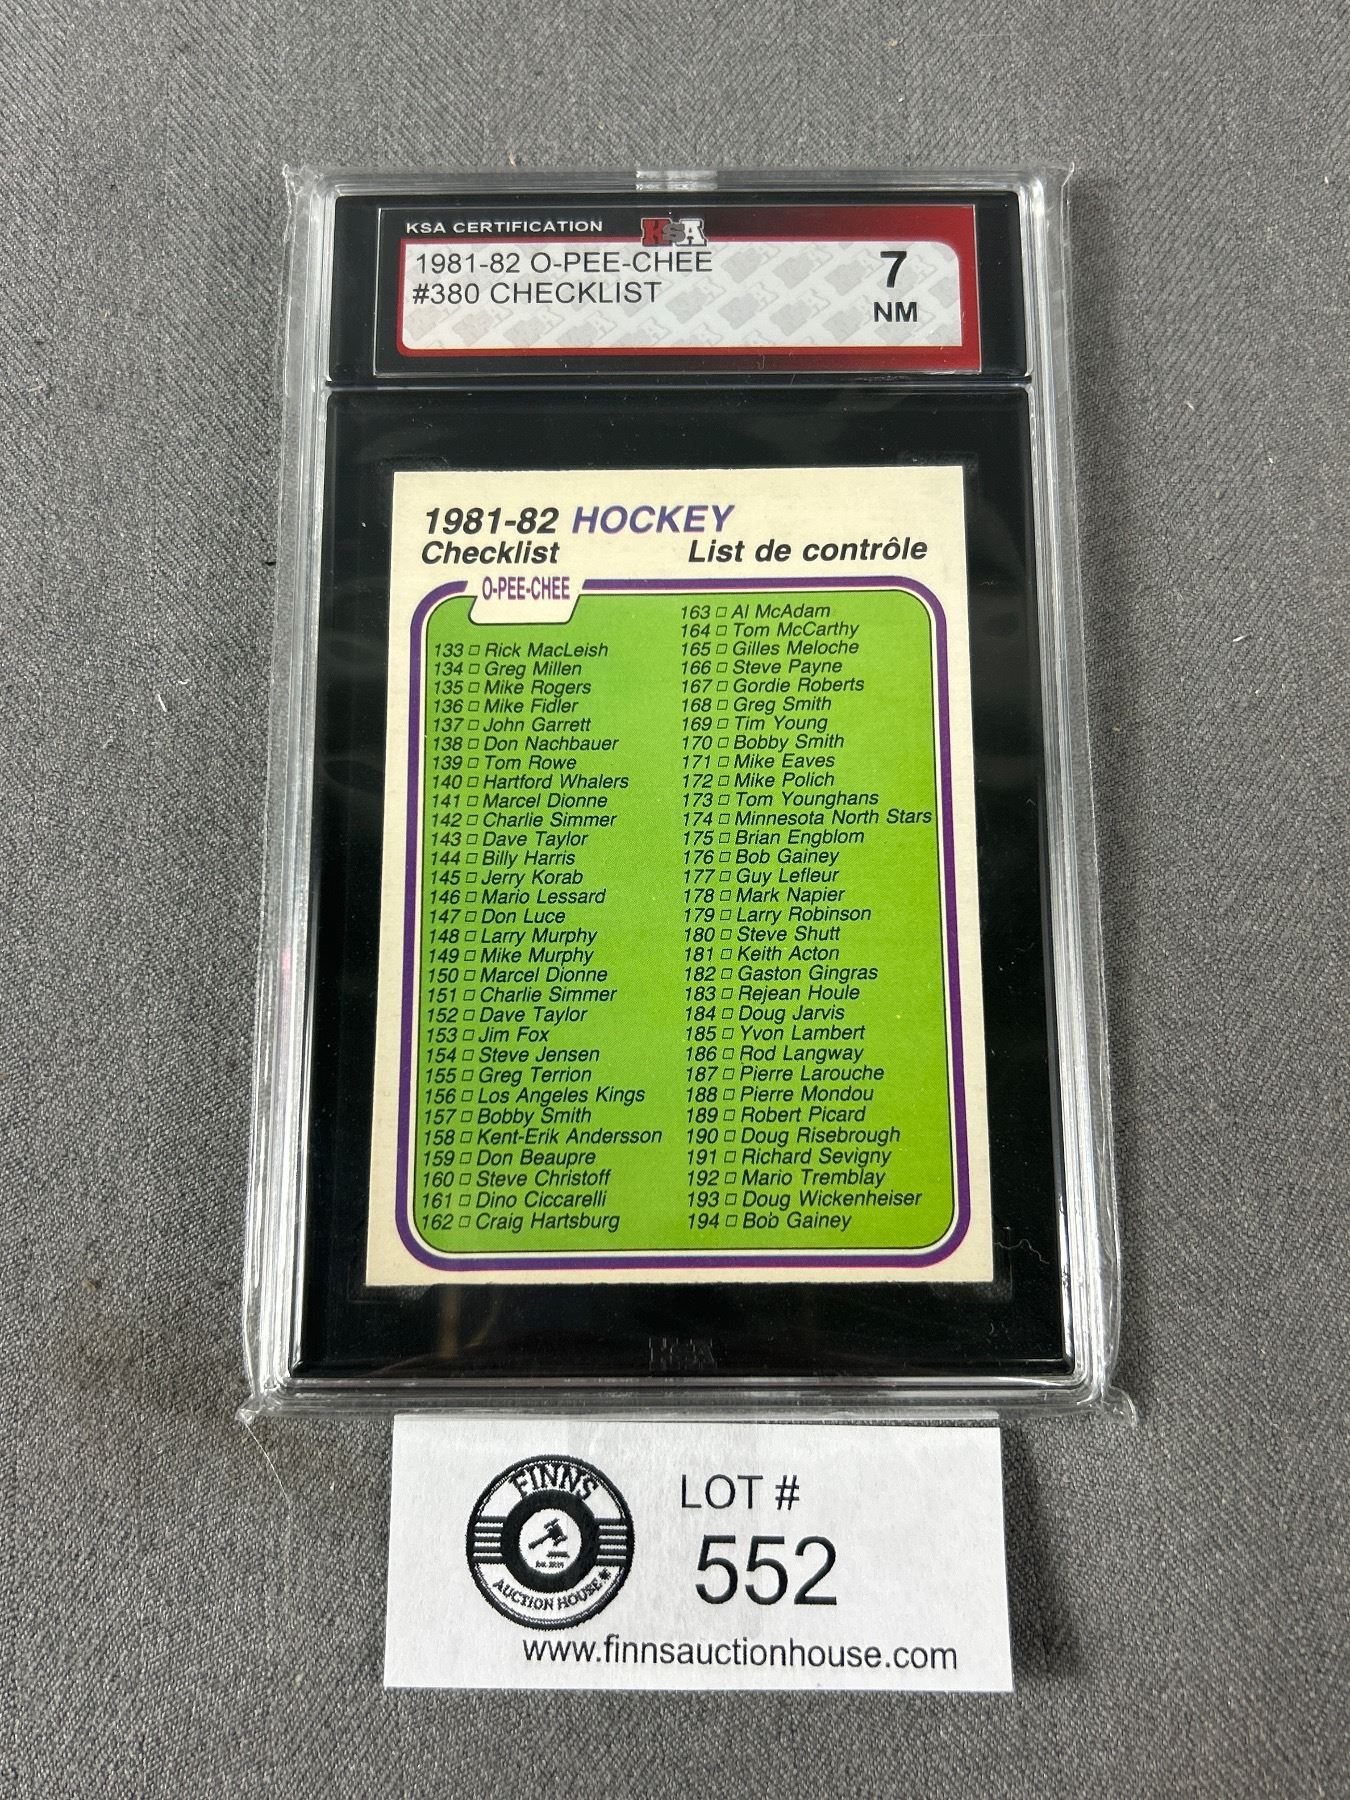 KSA CERTIFICATION KSA
1981-82 O-PEE-CHEE
#380 CHECKLIST
7
NM
1981-82 HOCKEY
Checklist List de contrôle
O-PEE-CHEE
133 □ Rick MacLeish
134 □ Greg Millen
135 □ Mike Rogers
136 □ Mike Fidler
137 □ John Garrett
138 □ Don Nachbauer
139 □ Tom Rowe
140 □ Hartford Whalers
141 □ Marcel Dionne
142 □ Charlie Simmer
143 □ Dave Taylor
144 □ Billy Harris
145 □ Jerry Korab
146 □ Mario Lessard
147 □ Don Luce
148 □ Larry Murphy
149 □ Mike Murphy
150 □ Marcel Dionne
151 □ Charlie Simmer
152 □ Dave Taylor
153 □ Jim Fox
154 □ Steve Jensen
155 □ Greg Terrion
156 □ Los Angeles Kings
157 □ Bobby Smith
158 □ Kent-Erik Andersson
159 □ Don Beaupre
160 □ Steve Christoff
161 □ Dino Ciccarelli
162 □ Craig Hartsburg
163 □ Al McAdam
164 □ Tom McCarthy
165 □ Gilles Meloche
166 □ Steve Payne
167 □ Gordie Roberts
168 □ Greg Smith
169 □ Tim Young
170 □ Bobby Smith
171 □ Mike Eaves
172 □ Mike Polich
173 □ Tom Younghans
174 □ Minnesota North Stars
175 □ Brian Engblom
176 □ Bob Gainey
177 □ Guy Lefleur
178 □ Mark Napier
179 □ Larry Robinson
180 □ Steve Shutt
181 □ Keith Acton
182 □ Gaston Gingras
183 □ Rejean Houle
184 □ Doug Jarvis
185 □ Yvon Lambert
186 □ Rod Langway
187 □ Pierre Larouche
188 □ Pierre Mondou
189 □ Robert Picard
190 □ Doug Risebrough
191 □ Richard Sevigny
192 □ Mario Tremblay
193 □ Doug Wickenheiser
194 □ Bob Gainey
KSA
FINNS
AUCTION HOUSE
LOT #
552
www.finnsauctionhouse.com